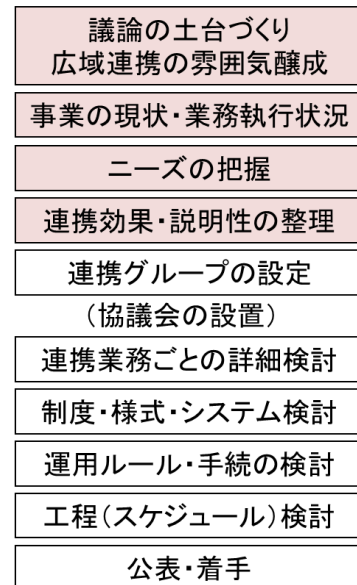 議論の土台づくり
広域連携の雰囲気醸成
事業の現状・業務執行状況
ニーズの把握
連携効果・説明性の整理
連携グループの設定
（協議会の設置）
連携業務ごとの詳細検討
制度・様式・システム検討
運用ルール・手続の検討
工程（スケジュール）検討
公表・着手